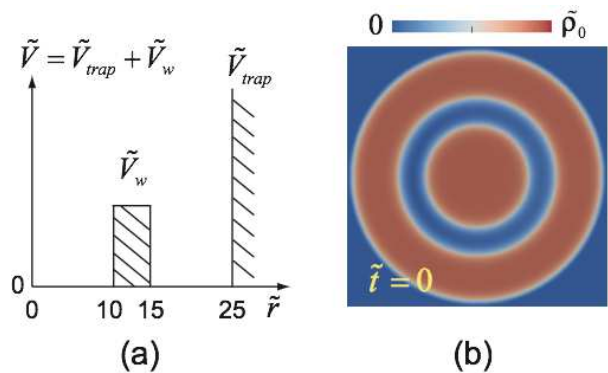 Ṽ = Ṽ_trap + Ṽ_w
Ṽ_trap
Ṽ_w
0
0 10 15 25 r̃
(a)
0 ρ̃_0
t̃ = 0
(b)